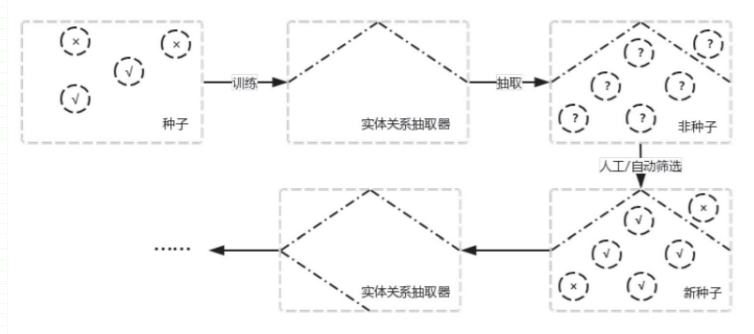 × × √ √
种子
训练
实体关系抽取器
抽取
? ? ? ? ? ?
非种子
人工/自动筛选
× √ √ √ × √
新种子
实体关系抽取器
……